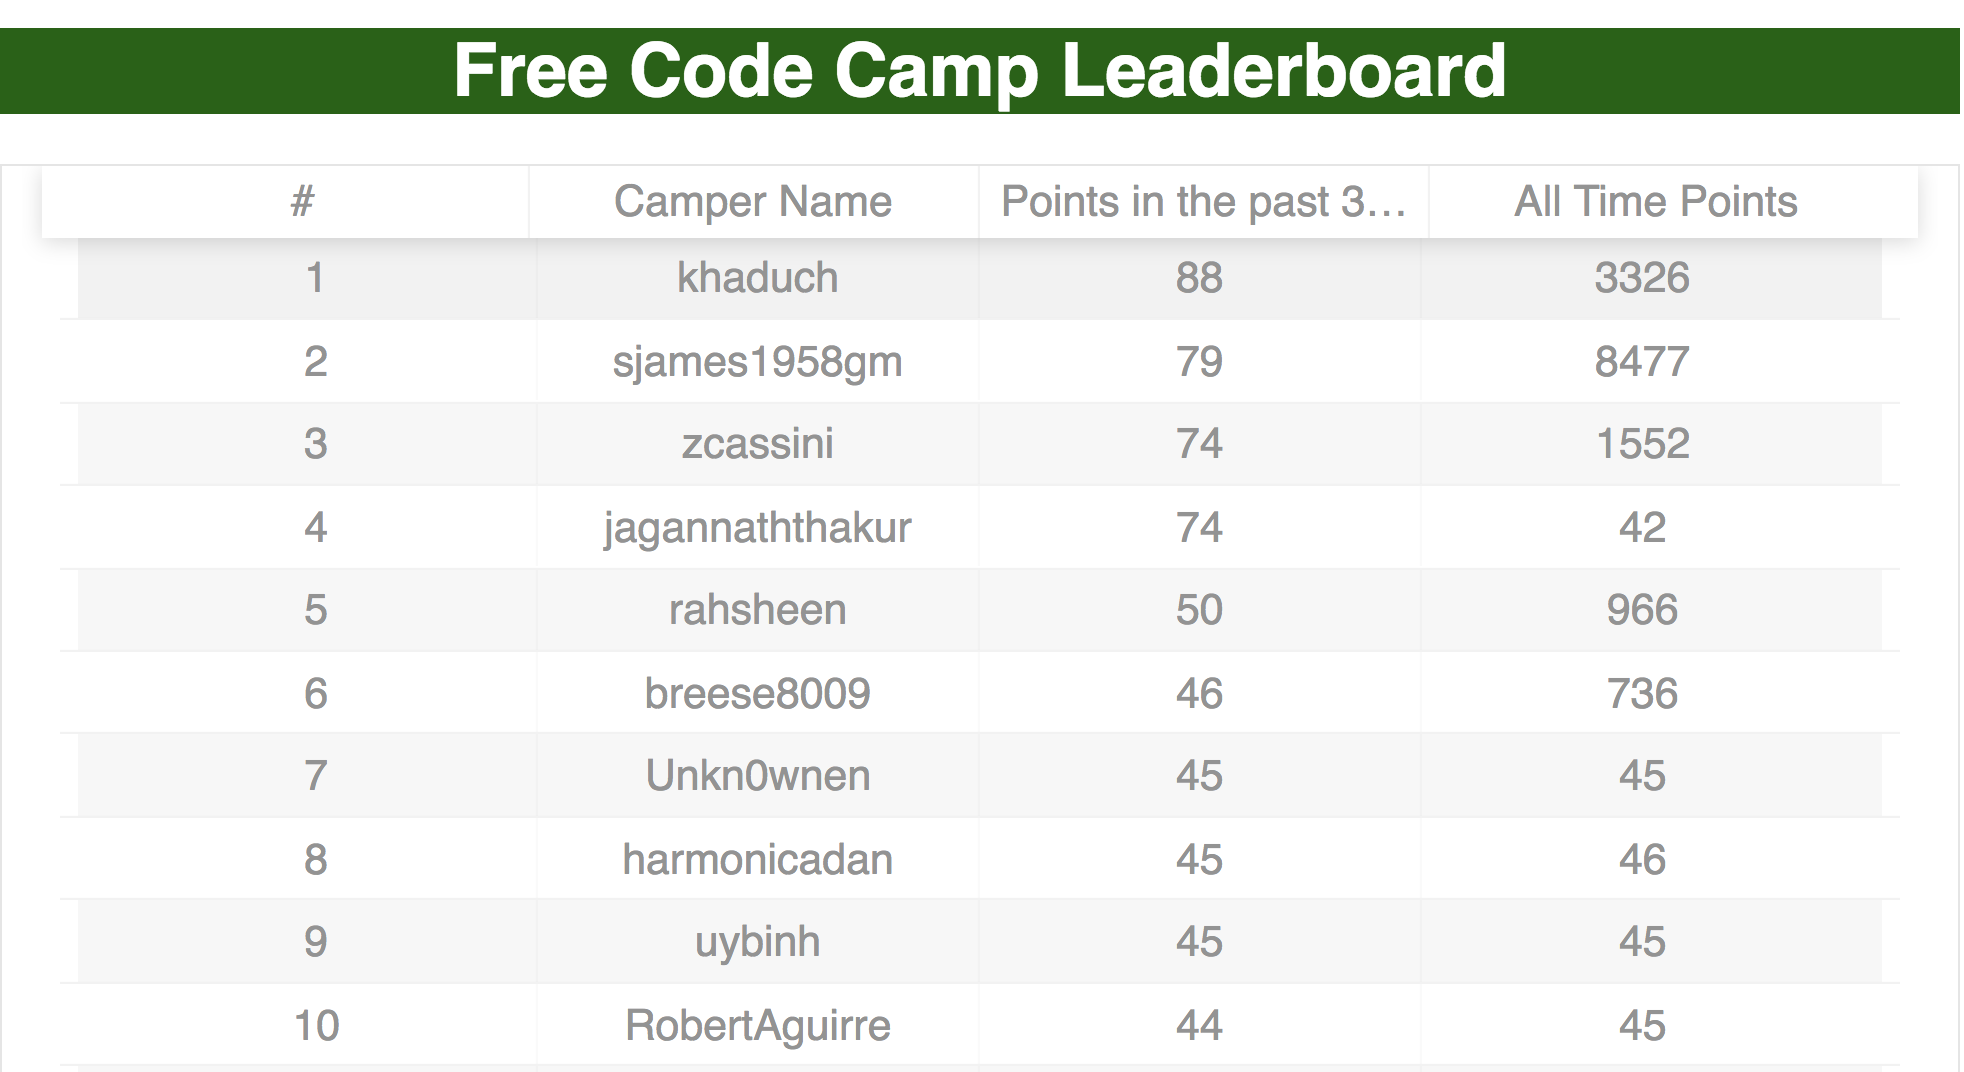 Free Code Camp Leaderboard
# Camper Name Points in the past 3... All Time Points
1 khaduch 88 3326
2 sjames1958gm 79 8477
3 zcassini 74 1552
4 jagannaththakur 74 42
5 rahsheen 50 966
6 breese8009 46 736
7 Unkn0wnen 45 45
8 harmonicadan 45 46
9 uybinh 45 45
10 RobertAguirre 44 45